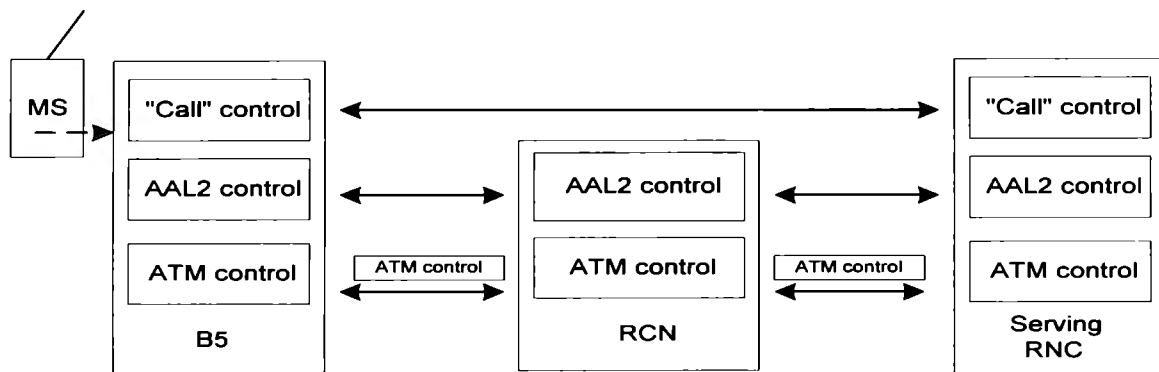 MS
"Call" control
AAL2 control
ATM control
B5
ATM control
AAL2 control
ATM control
RCN
ATM control
"Call" control
AAL2 control
ATM control
Serving
RNC